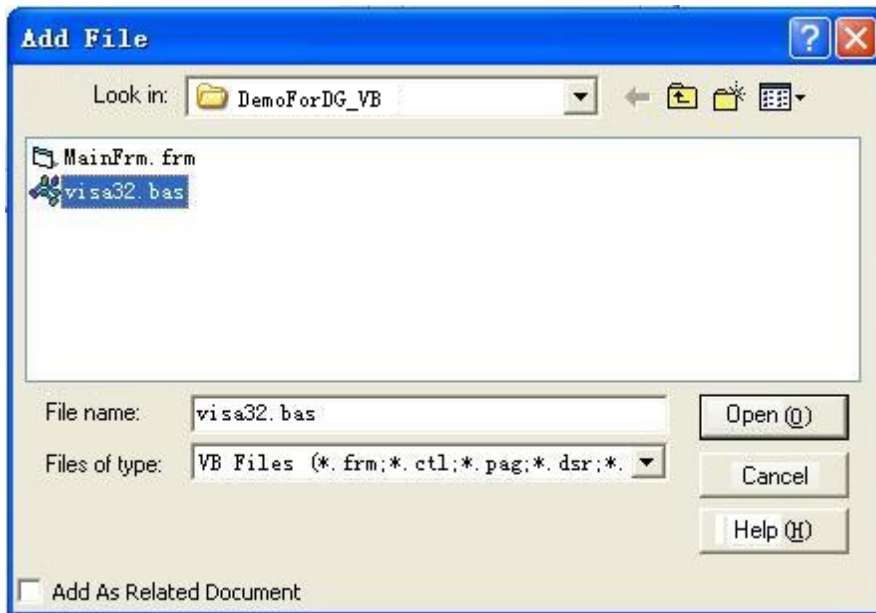 Add File
Look in: DemoForDG_VB
MainFrm.frm
visa32.bas
File name: visa32.bas Open (O)
Files of type: VB Files (*.frm;*.ctl;*.pag;*.dsr;*.
Cancel
Help (H)
Add As Related Document